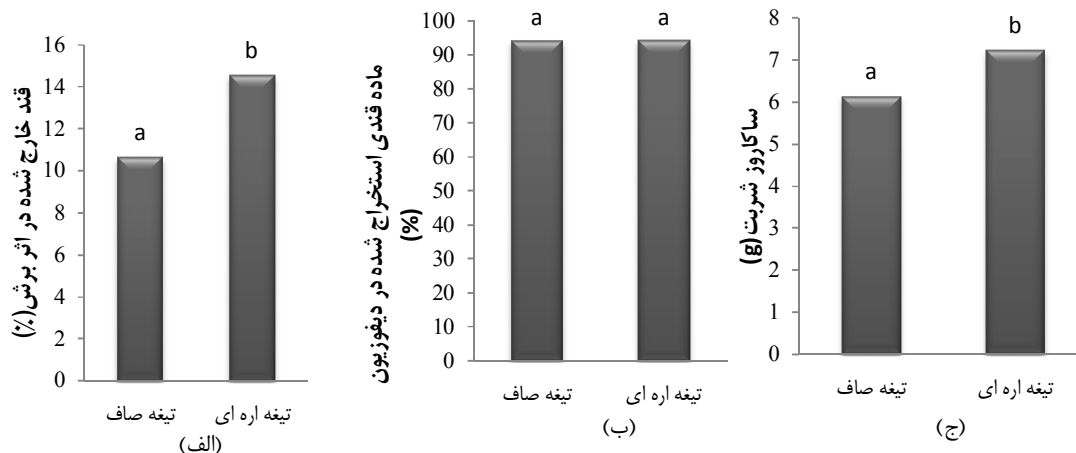 قند خارج شده در اثر برش(٪)
16
14
12
10
8
6
4
2
0
a
b
تیغه صاف
تیغه اره ای
(الف)
ماده قندی استخراج شده در دیفوزیون
(%)
100
90
80
70
60
50
40
30
20
10
0
a
a
تیغه صاف
تیغه اره ای
(ب)
ساکاروز شربت(g)
8
7
6
5
4
3
2
1
0
a
b
تیغه صاف
تیغه اره ای
(ج)